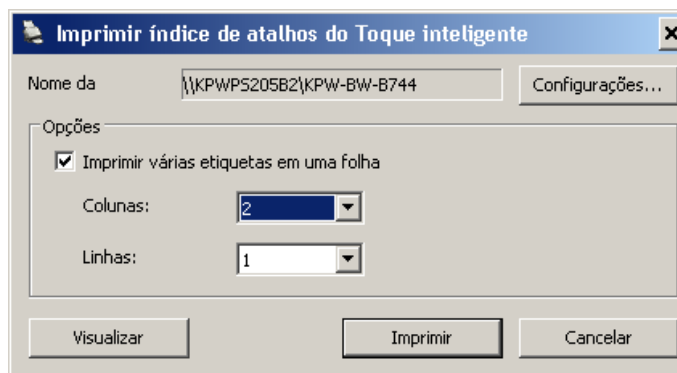 Imprimir índice de atalhos do Toque inteligente
Nome da \\KPWPS205B2\KPW-BW-B744 Configurações...
Opções
Imprimir várias etiquetas em uma folha
Colunas: 2
Linhas: 1
Visualizar Imprimir Cancelar